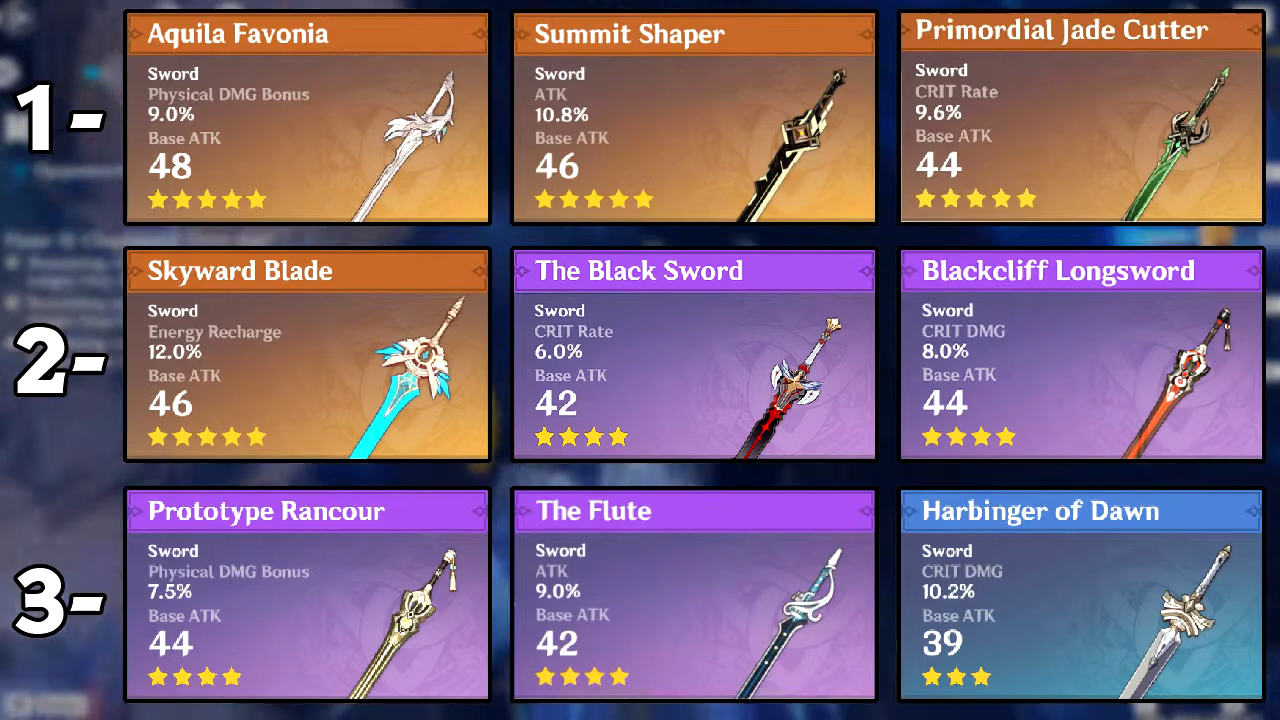 1-
Aquila Favonia
Sword
Physical DMG Bonus
9.0%
Base ATK
48
Summit Shaper
Sword
ATK
10.8%
Base ATK
46
Primordial Jade Cutter
Sword
CRIT Rate
9.6%
Base ATK
44
2-
Skyward Blade
Sword
Energy Recharge
12.0%
Base ATK
46
The Black Sword
Sword
CRIT Rate
6.0%
Base ATK
42
Blackcliff Longsword
Sword
CRIT DMG
8.0%
Base ATK
44
3-
Prototype Rancour
Sword
Physical DMG Bonus
7.5%
Base ATK
44
The Flute
Sword
ATK
9.0%
Base ATK
42
Harbinger of Dawn
Sword
CRIT DMG
10.2%
Base ATK
39